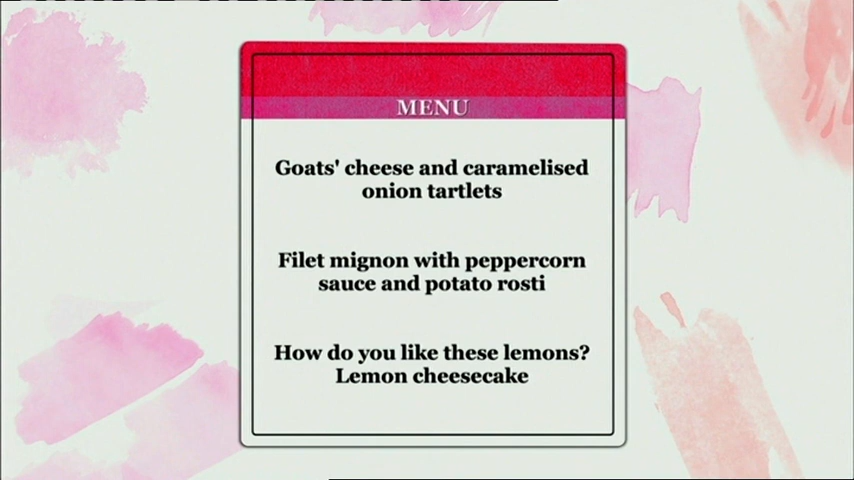 MENU
Goats' cheese and caramelised
onion tartlets
Filet mignon with peppercorn
sauce and potato rosti
How do you like these lemons?
Lemon cheesecake